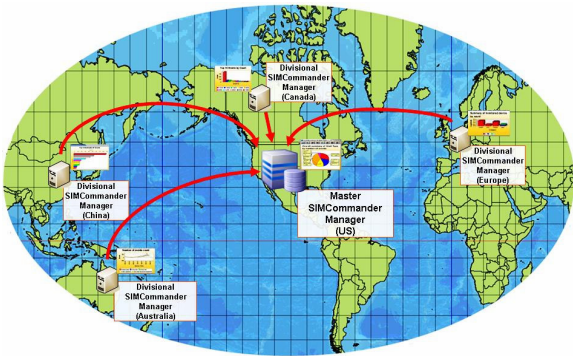 Divisional
SIMCommander
Manager
(Canada)
Divisional
SIMCommander
Manager
(Europe)
Divisional
SIMCommander
Manager
(China)
Master
SIMCommander
Manager
(US)
Divisional
SIMCommander
Manager
(Australia)